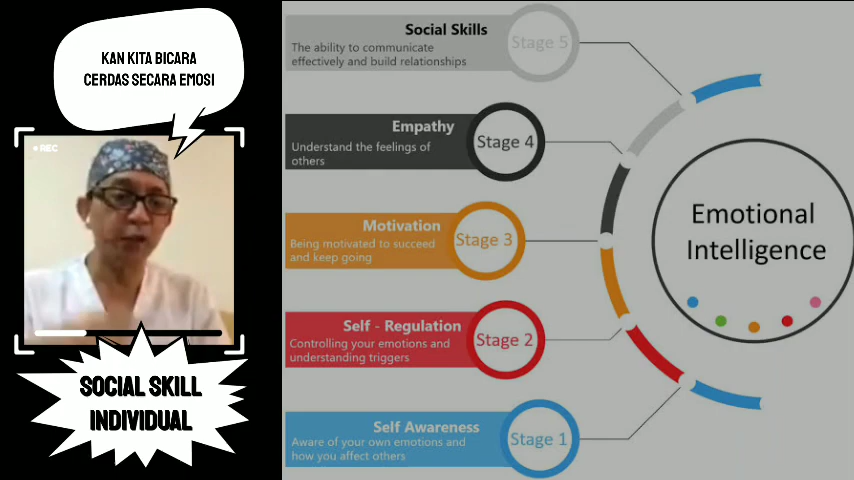 KAN KITA BICARA
CERDAS SECARA EMOSI
REC
SOCIAL SKILL
INDIVIDUAL
Social Skills
The ability to communicate
effectively and build relationships
Stage 5
Empathy
Understand the feelings of
others
Stage 4
Motivation
Being motivated to succeed
and keep going
Stage 3
Self - Regulation
Controlling your emotions and
understanding triggers
Stage 2
Self Awareness
Aware of your own emotions and
how you affect others
Stage 1
Emotional
Intelligence